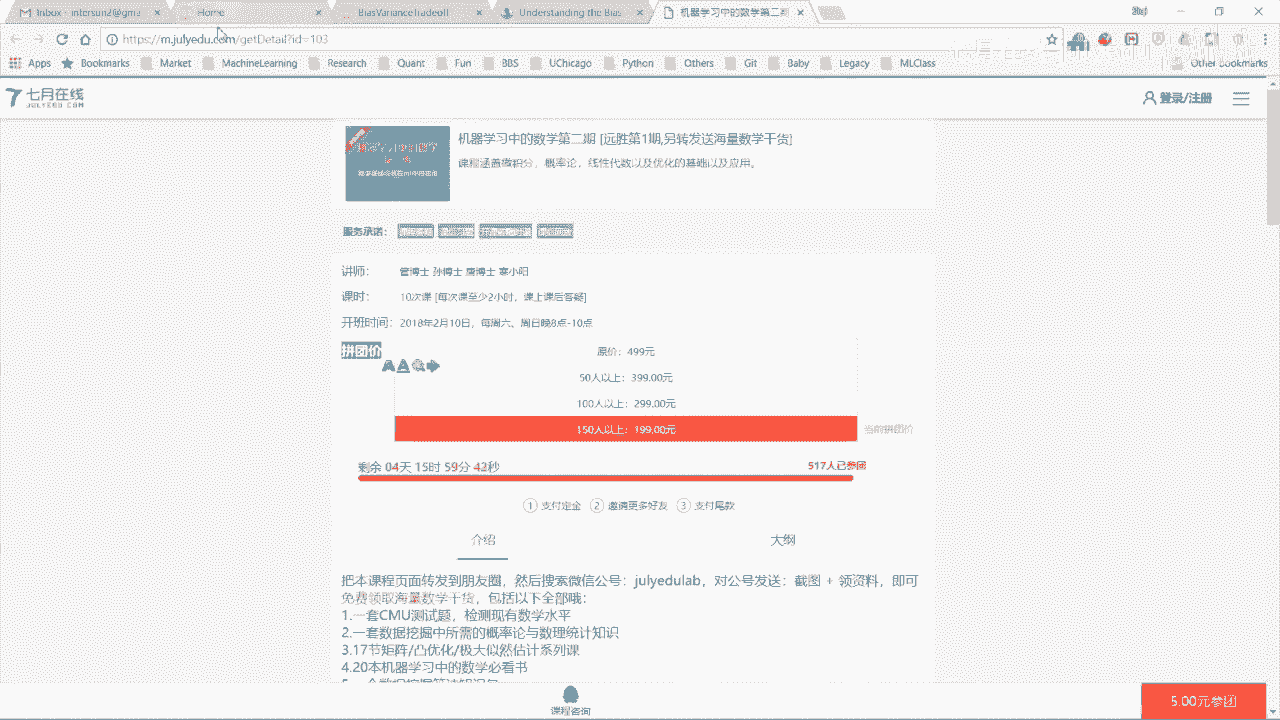 Inbox - intersun2@gma
Home
BiasVarianceTradeoff
Understanding the Bias
机器学习中的数学第二期
https://m.julyedu.com/getDetail?id=103
Apps
Bookmarks
Market
MachineLearning
Research
Quant
Fun
BBS
UChicago
Python
Others
Git
Baby
Legacy
MLClass
Other bookmarks
七月在线
JULYEDU.COM
登录/注册
机器学习中的数学第二期 [远胜第1期,另转发送海量数学干货]
课程涵盖微积分、概率论、线性代数以及优化的基础以及应用。
服务承诺：
讲师： 管博士 孙博士 唐博士 寒小阳
课时： 10次课 [每次课至少2小时，课上课后答疑]
开班时间： 2018年2月10日，每周六、周日晚8点-10点
拼团价
原价：499元
50人以上：399.00元
100人以上：299.00元
150人以上：199.00元
当前拼团价
剩余 04天 15时 59分 42秒
517人已参团
1 支付定金 2 邀请更多好友 3 支付尾款
介绍
大纲
把本课程页面转发到朋友圈，然后搜索微信公号：julyedulab，对公号发送：截图 + 领资料，即可
免费领取海量数学干货，包括以下全部哦：
1.一套CMU测试题，检测现有数学水平
2.一套数据挖掘中所需的概率论与数理统计知识
3.17节矩阵/凸优化/极大似然估计系列课
4.20本机器学习中的数学必看书
课程咨询
5.00元参团